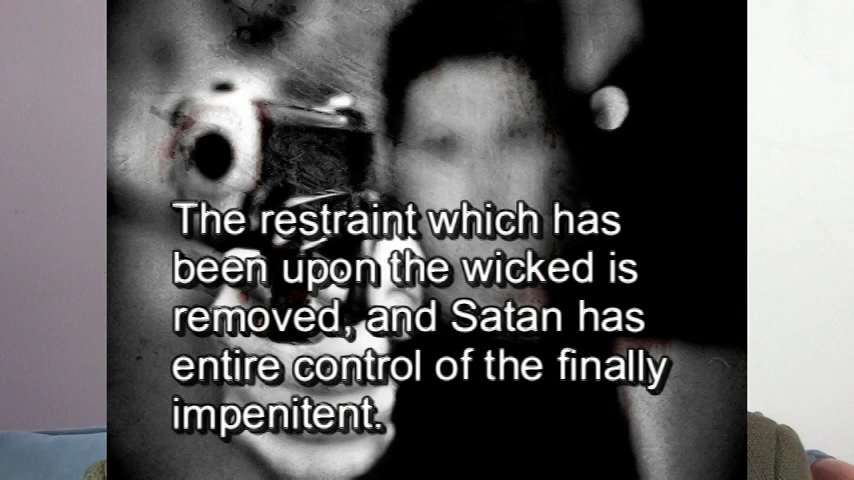 The restraint which has
been upon the wicked is
removed, and Satan has
entire control of the finally
impenitent.